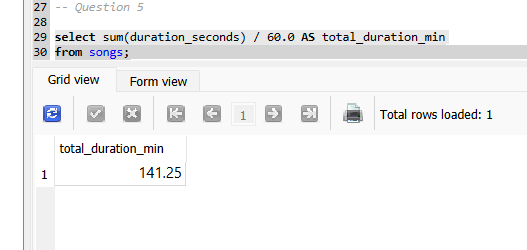 27 -- Question 5
28
29 select sum(duration_seconds) / 60.0 AS total_duration_min
30 from songs;
Grid view Form view
1 Total rows loaded: 1
total_duration_min
1 141.25